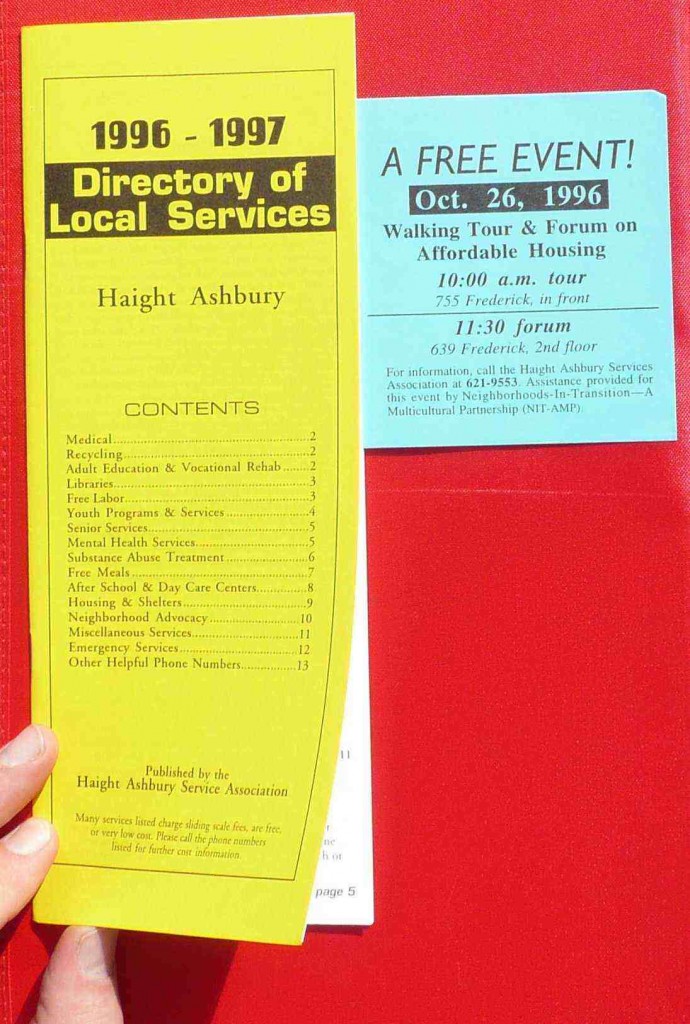 1996 - 1997
Directory of
Local Services
Haight Ashbury
CONTENTS
Medical 2
Recycling 2
Adult Education & Vocational Rehab 2
Libraries 3
Free Labor 3
Youth Programs & Services 4
Senior Services 5
Mental Health Services 5
Substance Abuse Treatment 6
Free Meals 7
After School & Day Care Centers 8
Housing & Shelters 9
Neighborhood Advocacy 10
Miscellaneous Services 11
Emergency Services 12
Other Helpful Phone Numbers 13
Published by the
Haight Ashbury Service Association
Many services listed charge sliding scale fees, are free,
or very low cost. Please call the phone numbers
listed for further cost information.
11
page 5
A FREE EVENT!
Oct. 26, 1996
Walking Tour & Forum on
Affordable Housing
10:00 a.m. tour
755 Frederick, in front
11:30 forum
639 Frederick, 2nd floor
For information, call the Haight Ashbury Services
Association at 621-9553. Assistance provided for
this event by Neighborhoods-In-Transition—A
Multicultural Partnership (NIT-AMP).